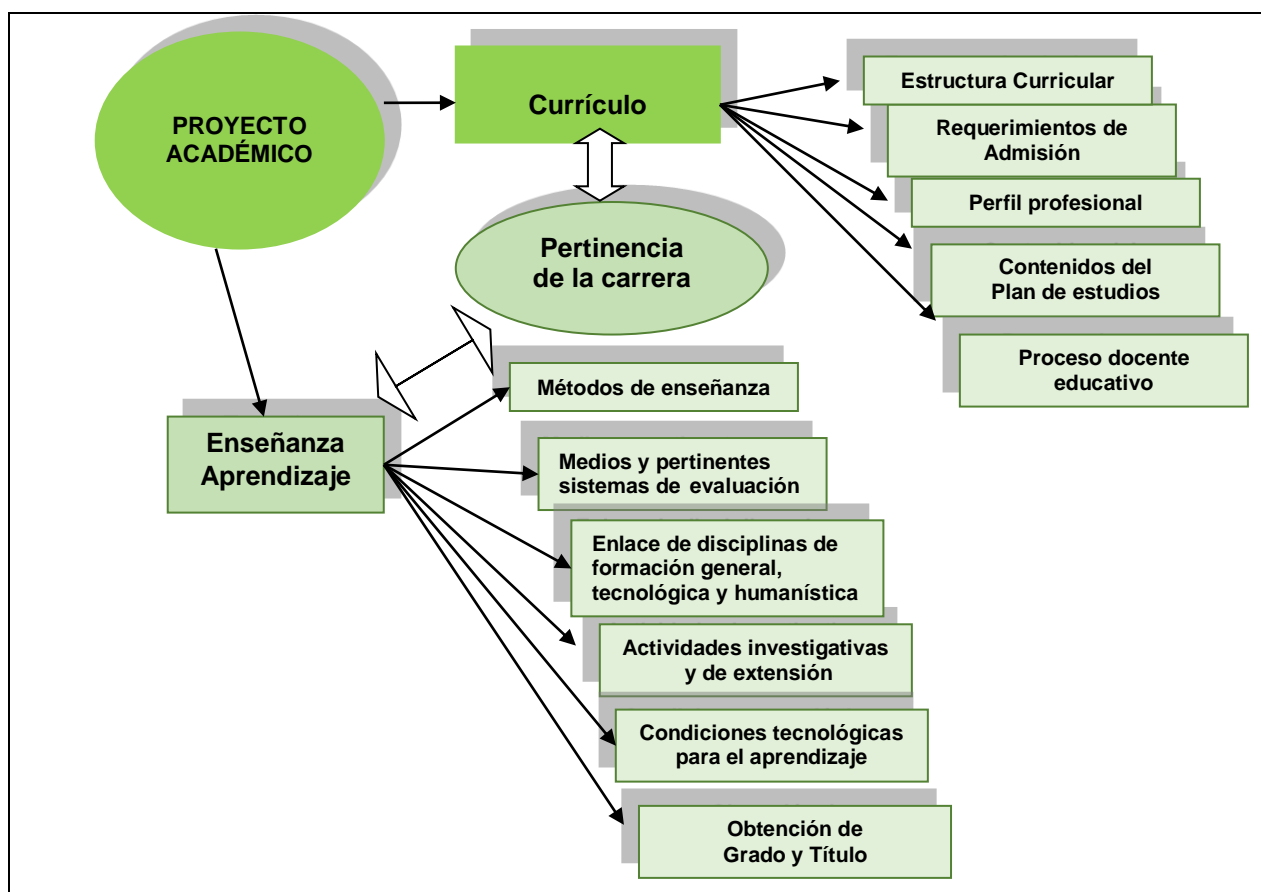 PROYECTO
ACADÉMICO
Currículo
Estructura Curricular
Requerimientos de
Admisión
Perfil profesional
Contenidos del
Plan de estudios
Proceso docente
educativo
Pertinencia
de la carrera
Enseñanza
Aprendizaje
Métodos de enseñanza
Medios y pertinentes
sistemas de evaluación
Enlace de disciplinas de
formación general,
tecnológica y humanística
Actividades investigativas
y de extensión
Condiciones tecnológicas
para el aprendizaje
Obtención de
Grado y Título